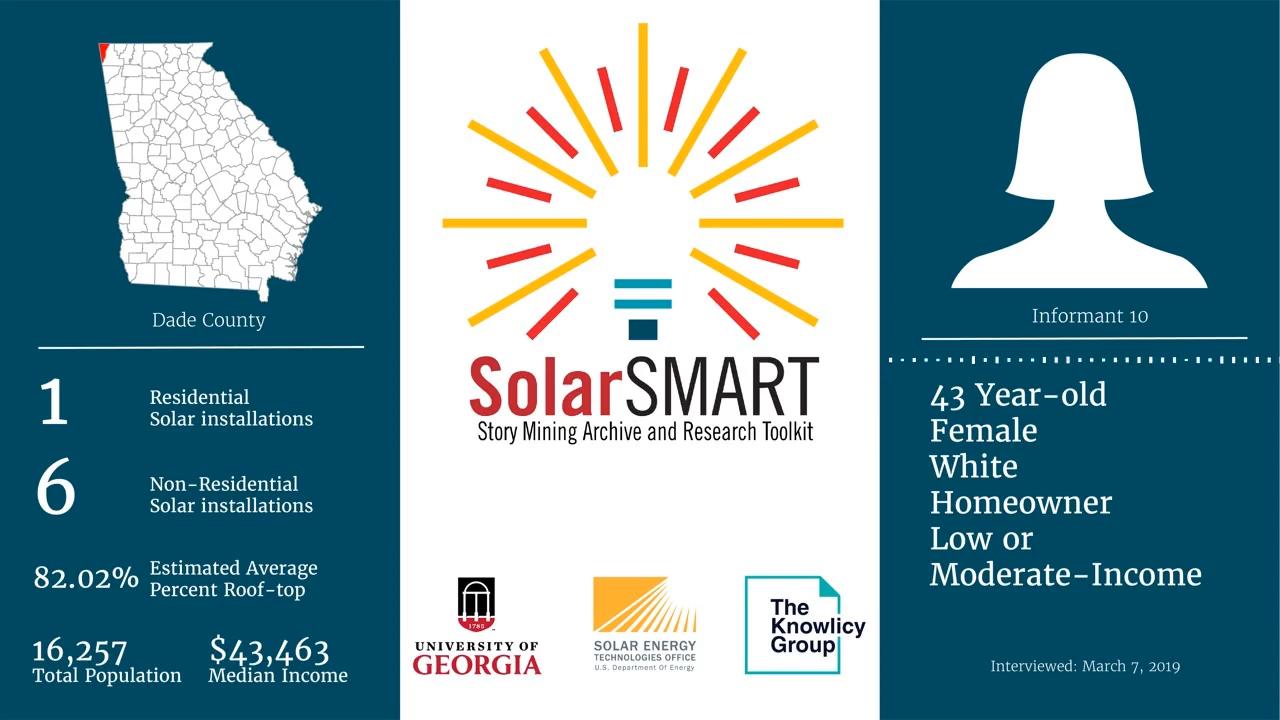 Dade County
1
Residential
Solar installations
6
Non-Residential
Solar installations
82.02%
Estimated Average
Percent Roof-top
16,257
Total Population
$43,463
Median Income
SolarSMART
Story Mining Archive and Research Toolkit
1785
UNIVERSITY OF
GEORGIA
SOLAR ENERGY
TECHNOLOGIES OFFICE
U.S. Department Of Energy
The
Knowlicy
Group
Informant 10
43 Year-old
Female
White
Homeowner
Low or
Moderate-Income
Interviewed: March 7, 2019